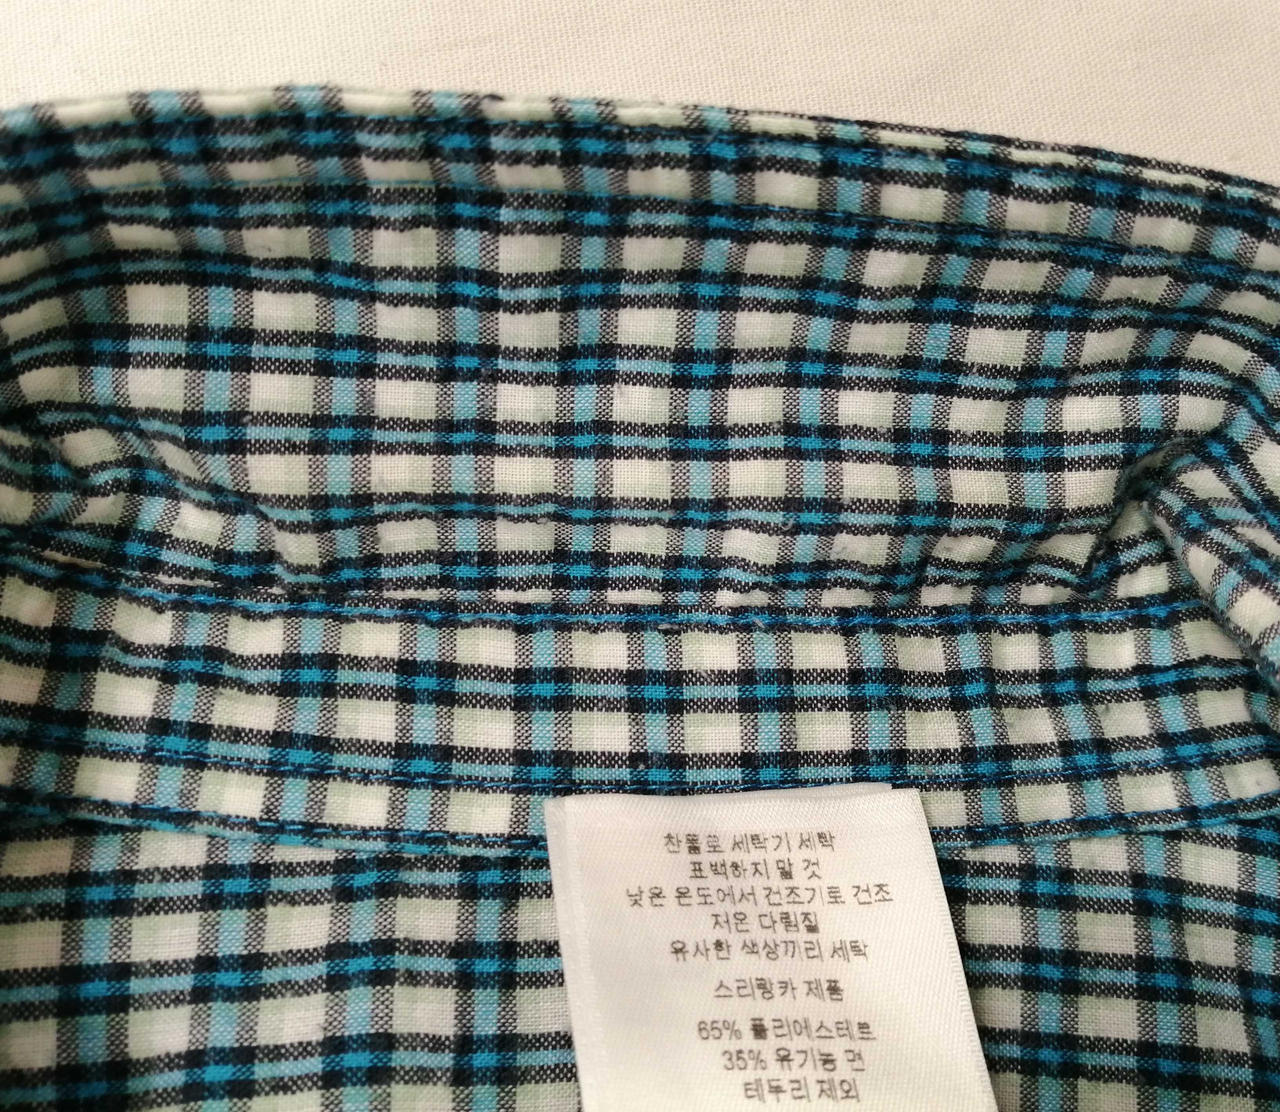 찬물로 세탁기 세탁
표백하지 말 것
낮은 온도에서 건조기로 건조
저온 다림질
유사한 색상끼리 세탁
스리랑카 제품
65% 폴리에스테르
35% 유기농 면
테두리 제외